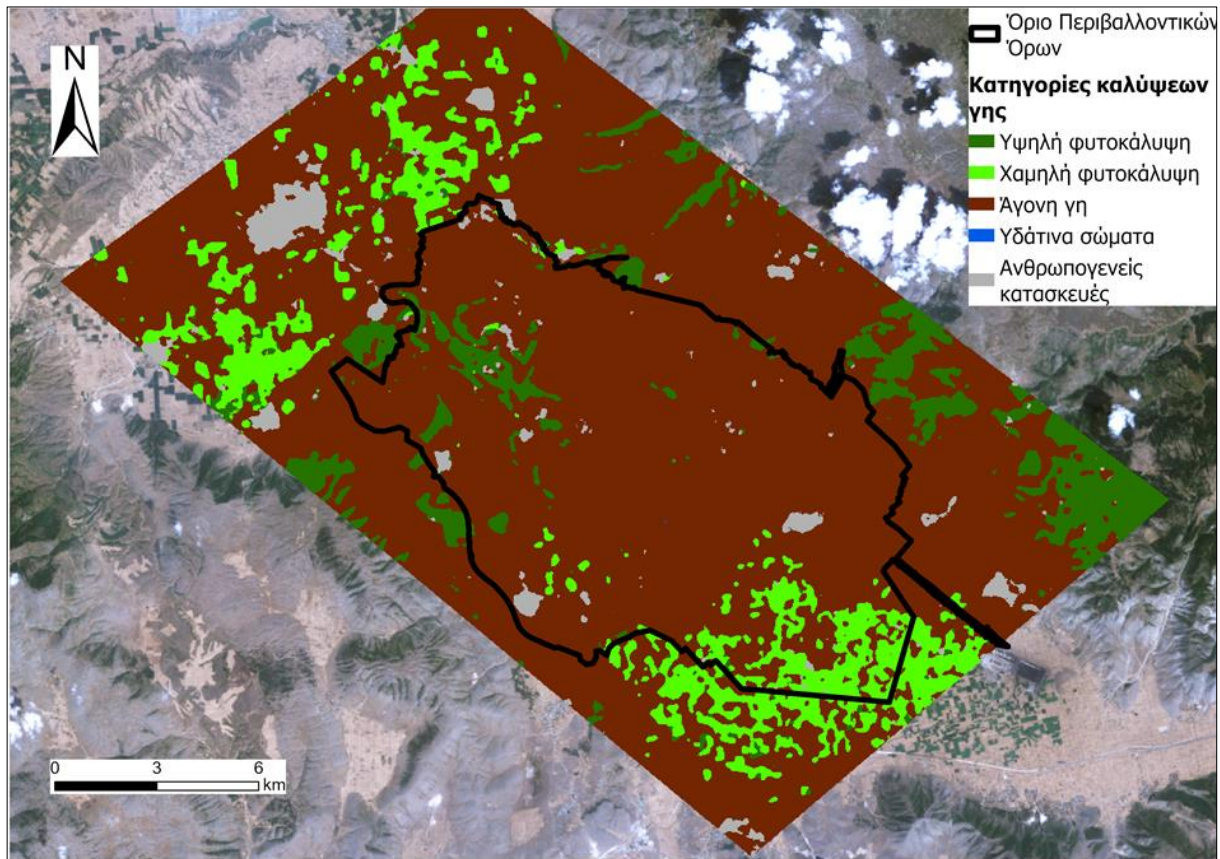 N
Όριο Περιβαλλοντικών
Όρων
Κατηγορίες καλύψεων
γης
Υψηλή φυτοκάλυψη
Χαμηλή φυτοκάλυψη
Άγονη γη
Υδάτινα σώματα
Ανθρωπογενείς
κατασκευές
0 3 6
km